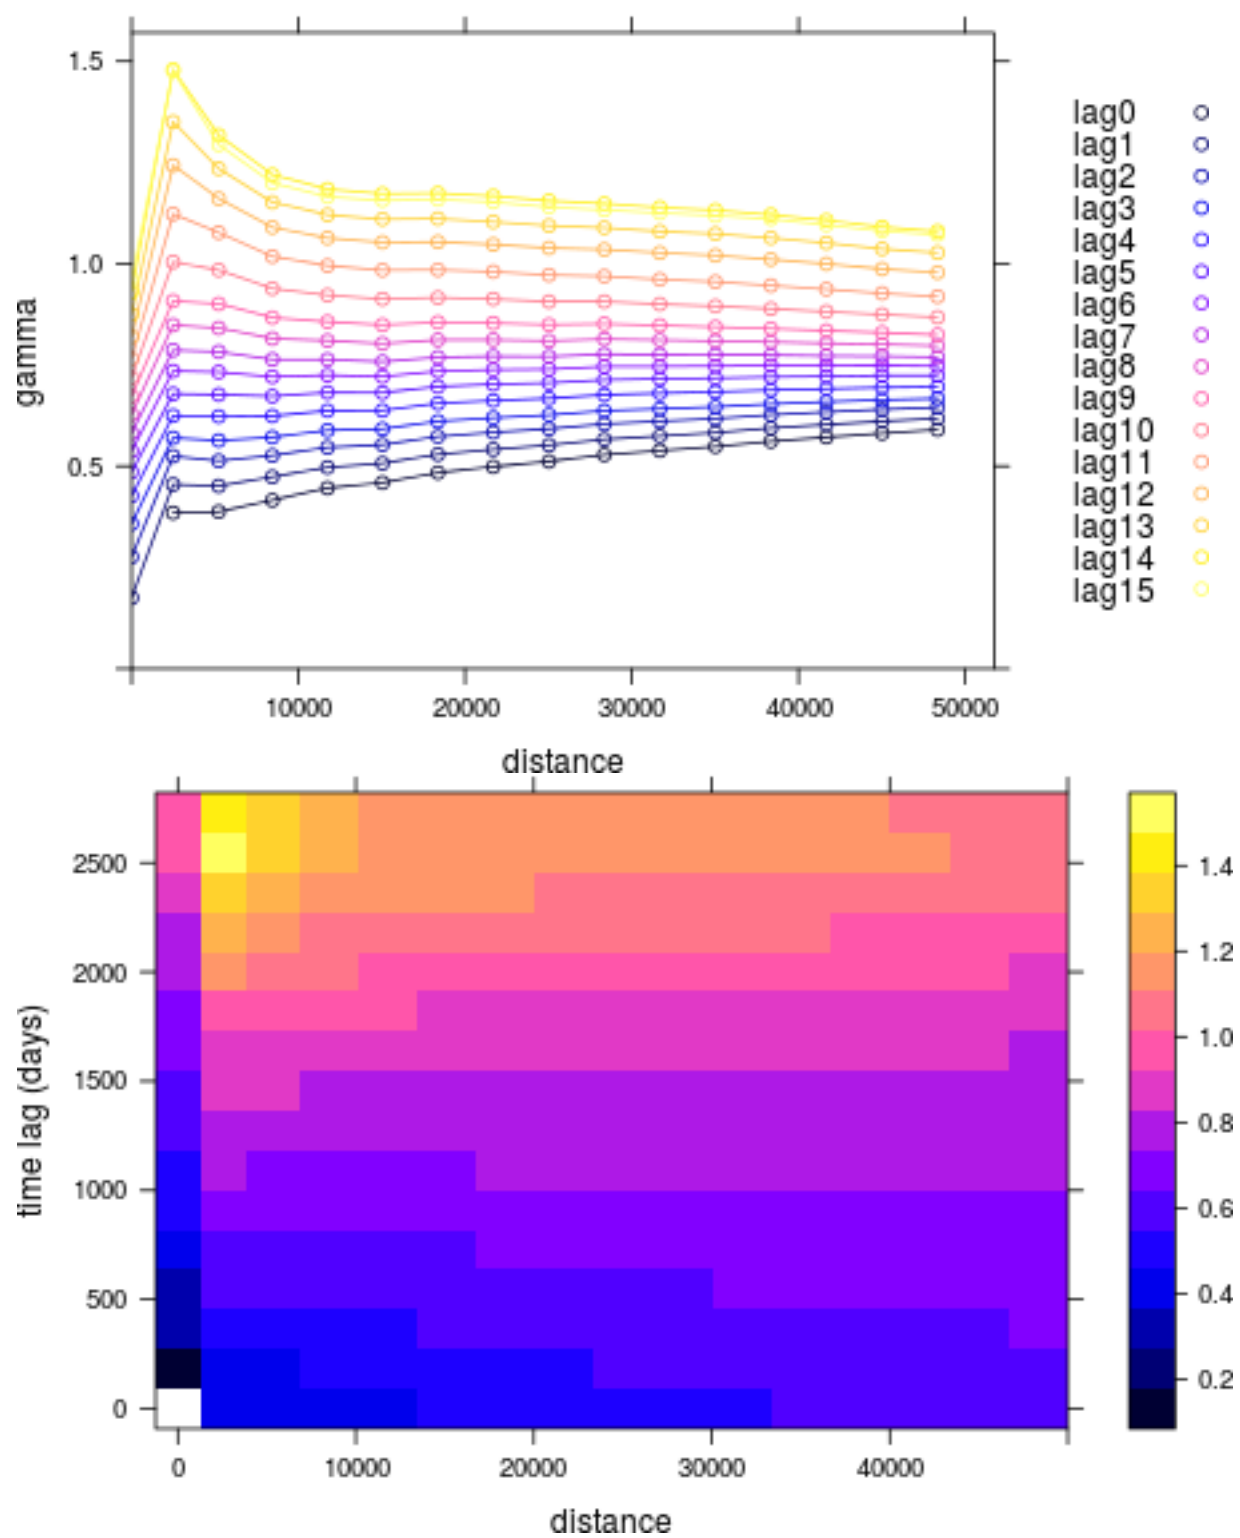 1.5
1.0
0.5
gamma
10000 20000 30000 40000 50000
distance
lag0
lag1
lag2
lag3
lag4
lag5
lag6
lag7
lag8
lag9
lag10
lag11
lag12
lag13
lag14
lag15
2500
2000
1500
1000
500
0
time lag (days)
0 10000 20000 30000 40000
distance
1.4
1.2
1.0
0.8
0.6
0.4
0.2